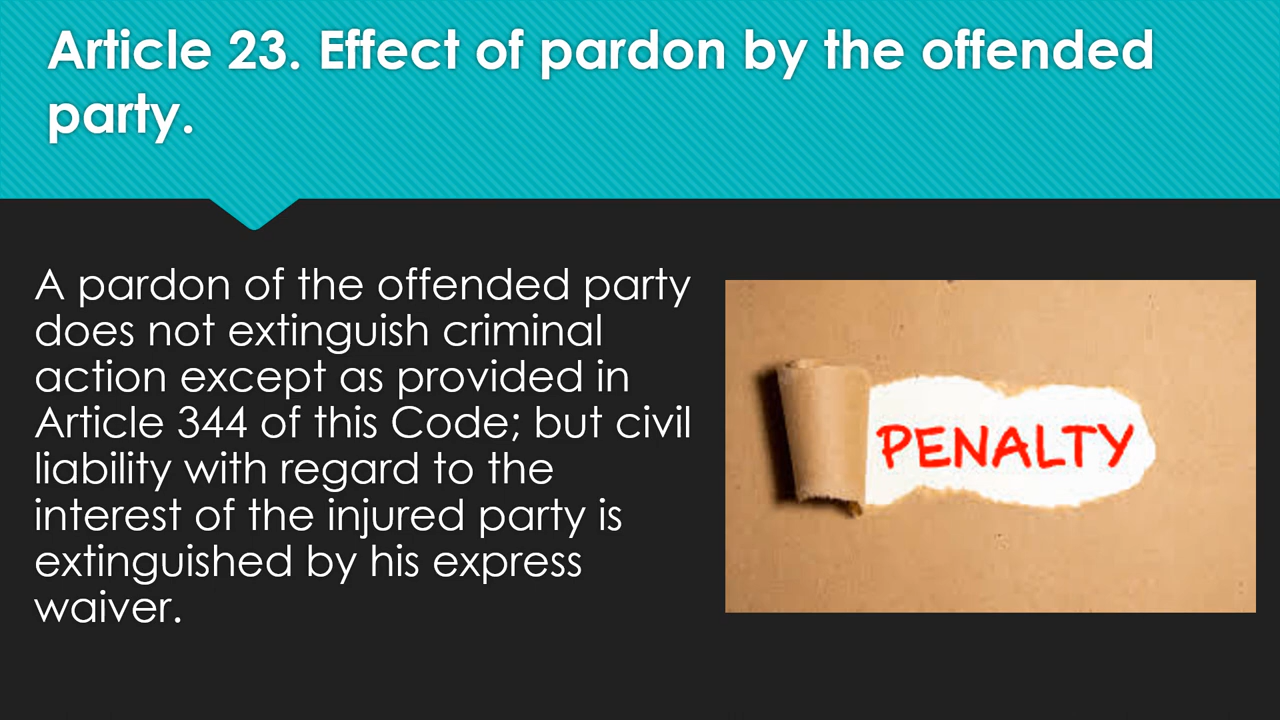 Article 23. Effect of pardon by the offended
party.
A pardon of the offended party
does not extinguish criminal
action except as provided in
Article 344 of this Code; but civil
liability with regard to the
interest of the injured party is
extinguished by his express
waiver.
PENALTY